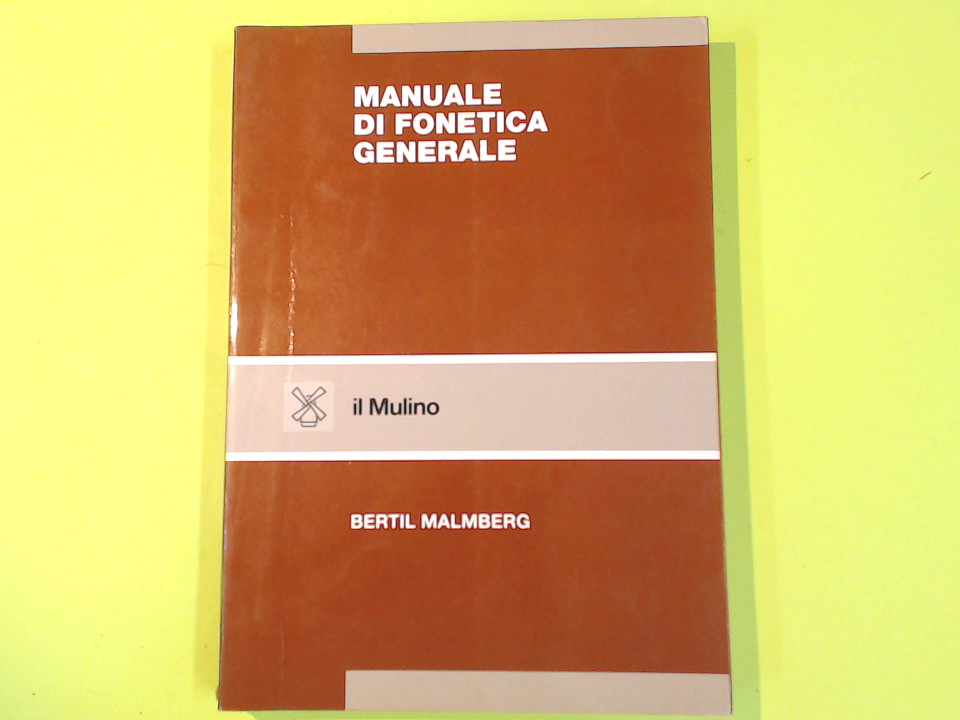 MANUALE
DI FONETICA
GENERALE
il Mulino
BERTIL MALMBERG